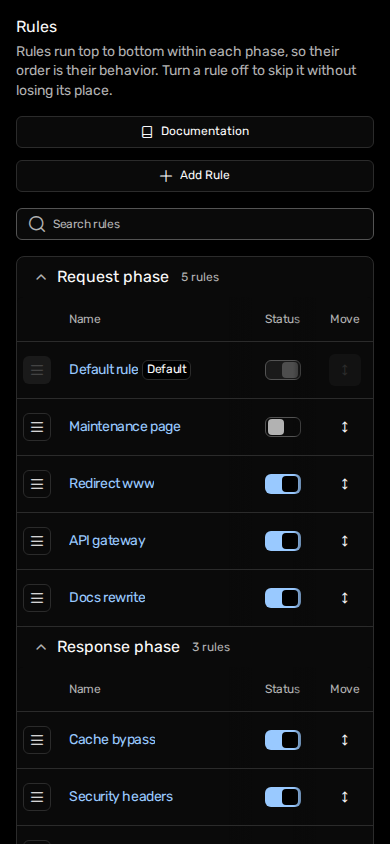 Rules
Rules run top to bottom within each phase, so their
order is their behavior. Turn a rule off to skip it without
losing its place.
Documentation
Add Rule
Search rules
Request phase 5 rules
Name Status Move
Default rule Default
Maintenance page
Redirect www
API gateway
Docs rewrite
Response phase 3 rules
Name Status Move
Cache bypass
Security headers